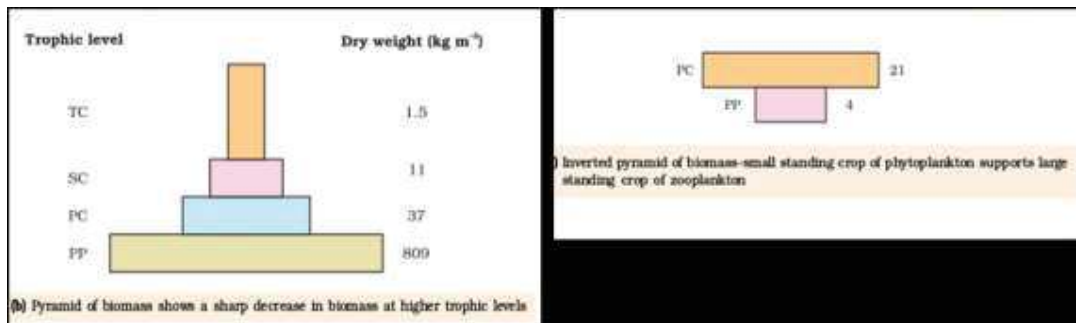 Trophic level Dry weight (kg m⁻²)
TC 1.5
SC 11
PC 37
PP 809
(b) Pyramid of biomass shows a sharp decrease in biomass at higher trophic levels
PC 21
PP 4
) Inverted pyramid of biomass-small standing crop of phytoplankton supports large
standing crop of zooplankton